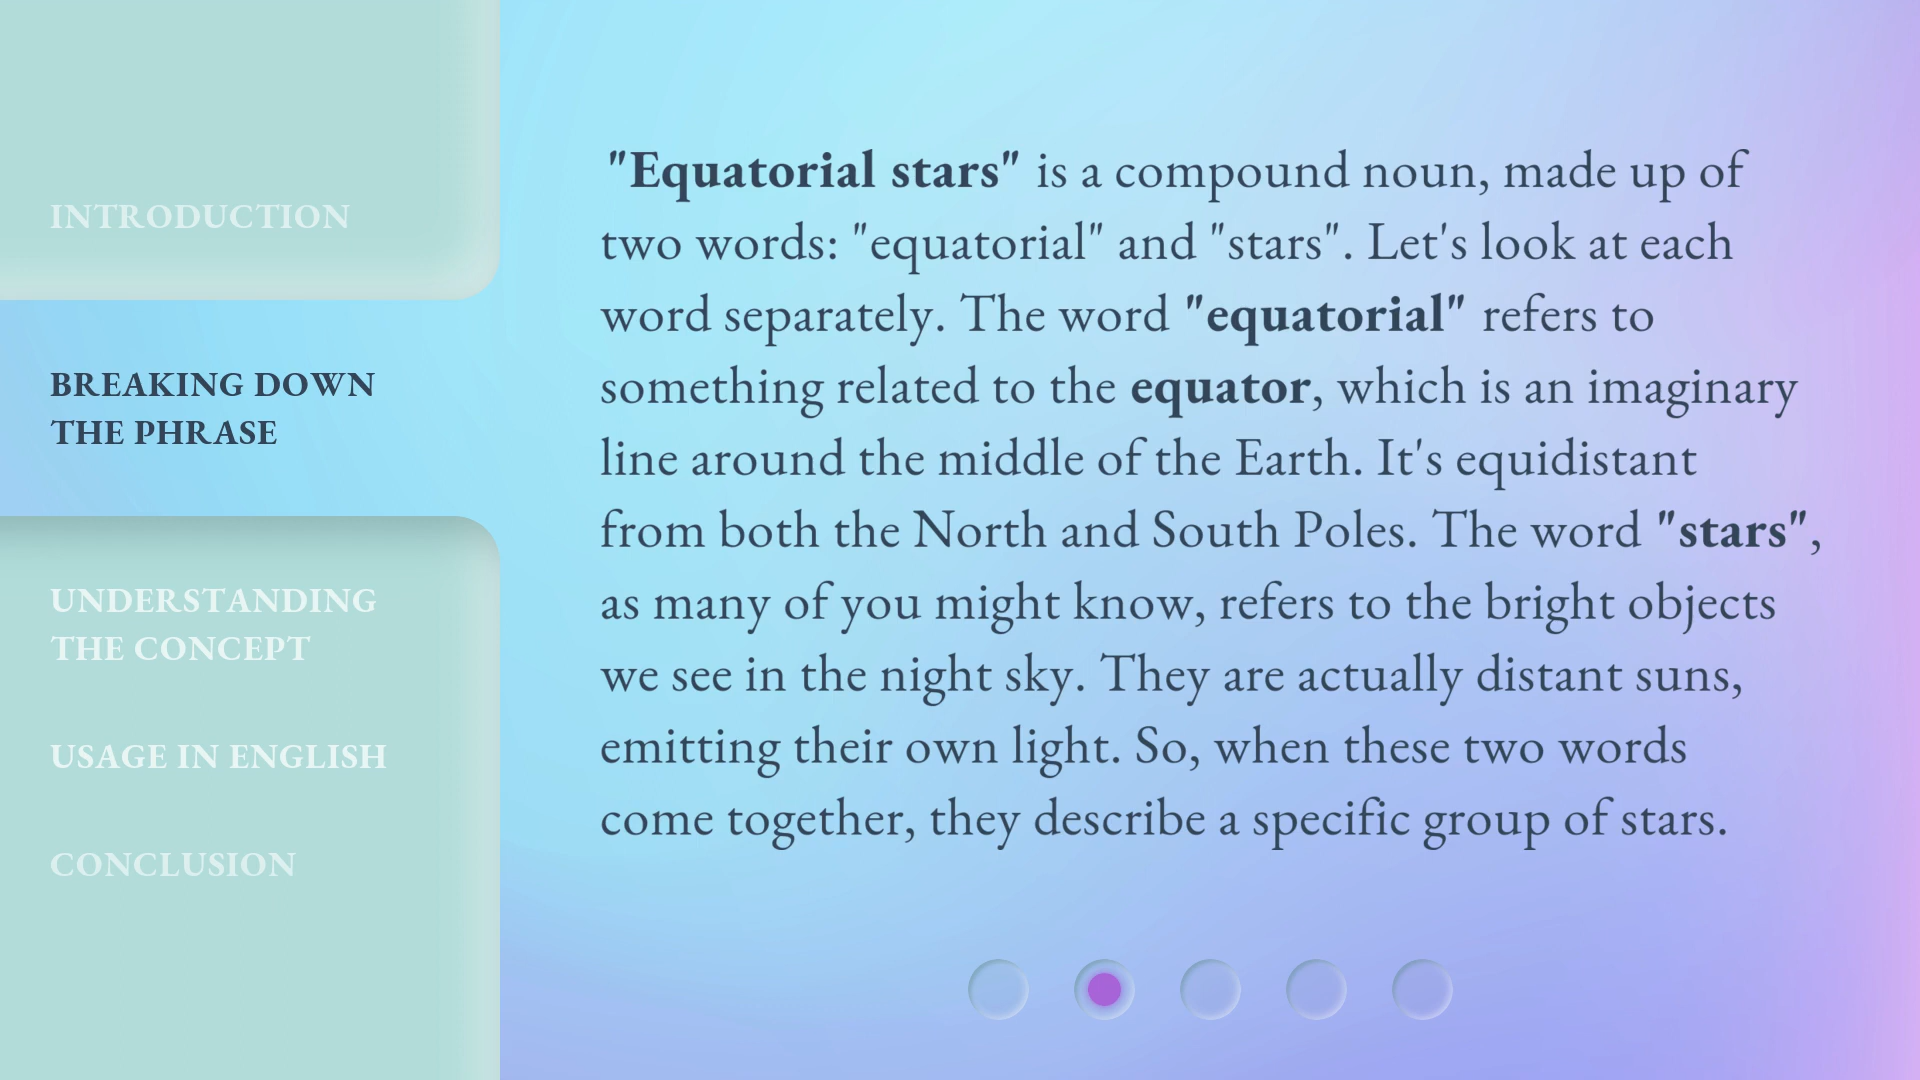 INTRODUCTION
BREAKING DOWN
THE PHRASE
UNDERSTANDING
THE CONCEPT
USAGE IN ENGLISH
CONCLUSION
"Equatorial stars" is a compound noun, made up of
two words: "equatorial" and "stars". Let's look at each
word separately. The word "equatorial" refers to
something related to the equator, which is an imaginary
line around the middle of the Earth. It's equidistant
from both the North and South Poles. The word "stars",
as many of you might know, refers to the bright objects
we see in the night sky. They are actually distant suns,
emitting their own light. So, when these two words
come together, they describe a specific group of stars.